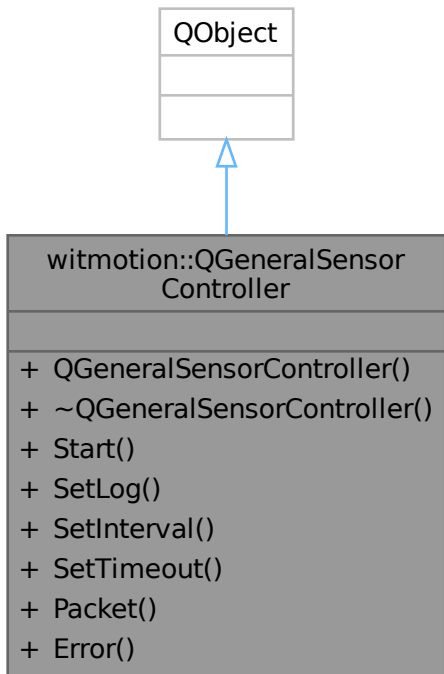 QObject
witmotion::QGeneralSensor
Controller
+ QGeneralSensorController()
+ ~QGeneralSensorController()
+ Start()
+ SetLog()
+ SetInterval()
+ SetTimeout()
+ Packet()
+ Error()